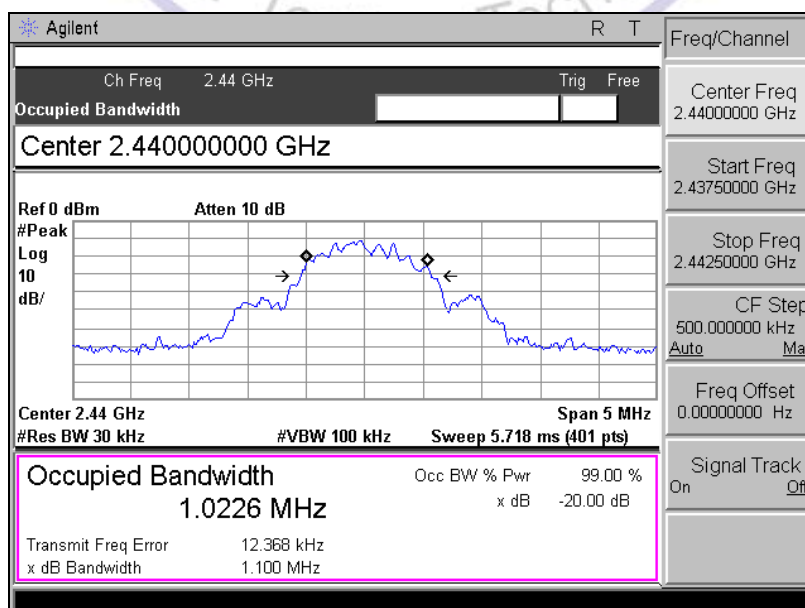 Agilent R T
Ch Freq 2.44 GHz Trig Free
Occupied Bandwidth
Center 2.440000000 GHz
Ref 0 dBm Atten 10 dB
#Peak
Log
10
dB/
Center 2.44 GHz Span 5 MHz
#Res BW 30 kHz #VBW 100 kHz Sweep 5.718 ms (401 pts)
Occupied Bandwidth Occ BW % Pwr 99.00 %
1.0226 MHz x dB -20.00 dB
Transmit Freq Error 12.368 kHz
x dB Bandwidth 1.100 MHz
Freq/Channel
Center Freq
2.44000000 GHz
Start Freq
2.43750000 GHz
Stop Freq
2.44250000 GHz
CF Step
500.000000 kHz
Auto Ma
Freq Offset
0.00000000 Hz
Signal Track
On Off